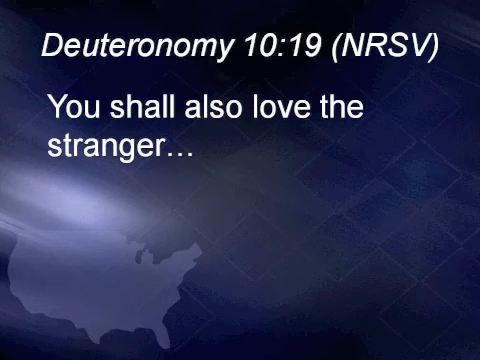 Deuteronomy 10:19 (NRSV)
You shall also love the
stranger…